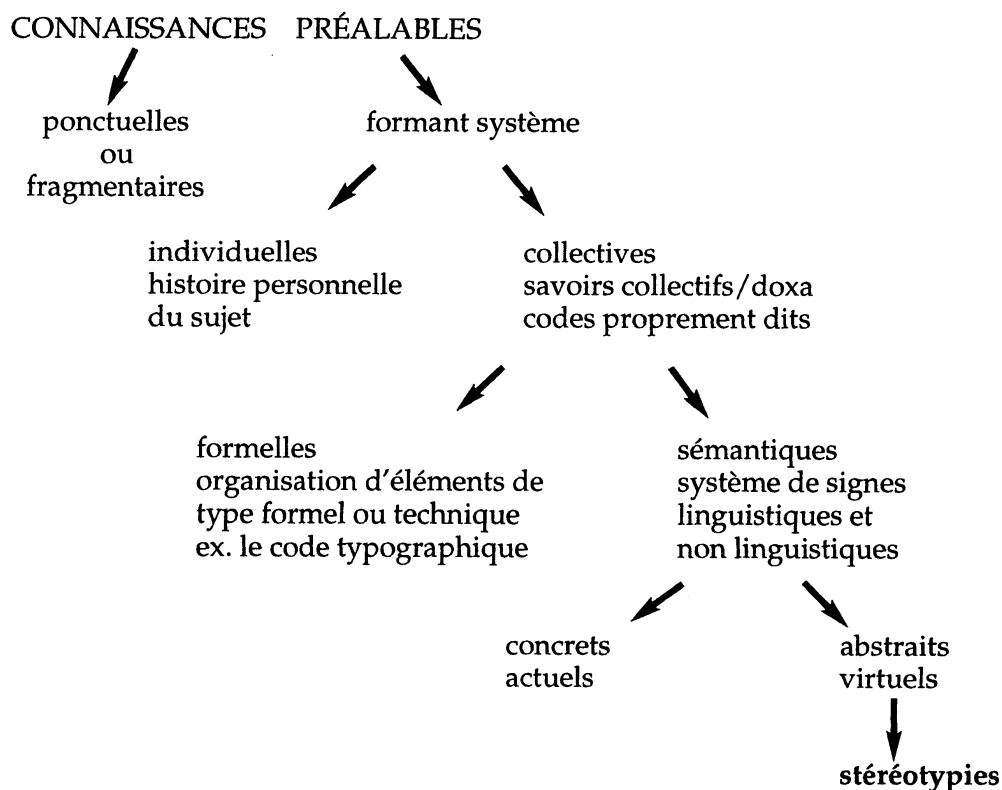 CONNAISSANCES PRÉALABLES
ponctuelles
ou
fragmentaires
formant système
individuelles
histoire personnelle
du sujet
collectives
savoirs collectifs/doxa
codes proprement dits
formelles
organisation d'éléments de
type formel ou technique
ex. le code typographique
sémantiques
système de signes
linguistiques et
non linguistiques
concrets
actuels
abstraits
virtuels
stéréotypies